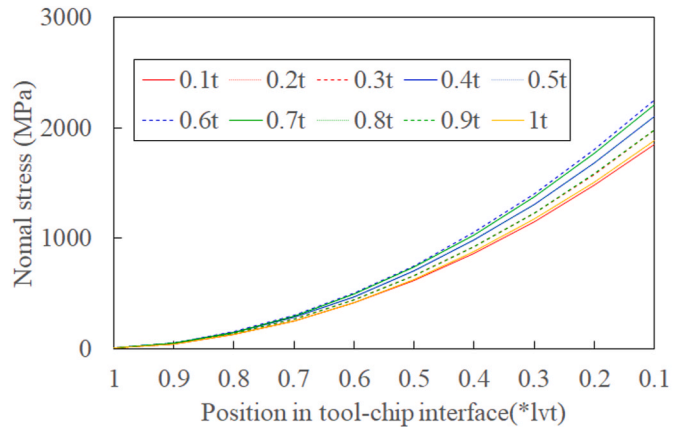 3000
0.1t 0.2t 0.3t 0.4t 0.5t
0.6t 0.7t 0.8t 0.9t 1t
2000
1000
0
Nomal stress (MPa)
1 0.9 0.8 0.7 0.6 0.5 0.4 0.3 0.2 0.1
Position in tool-chip interface(*lvt)